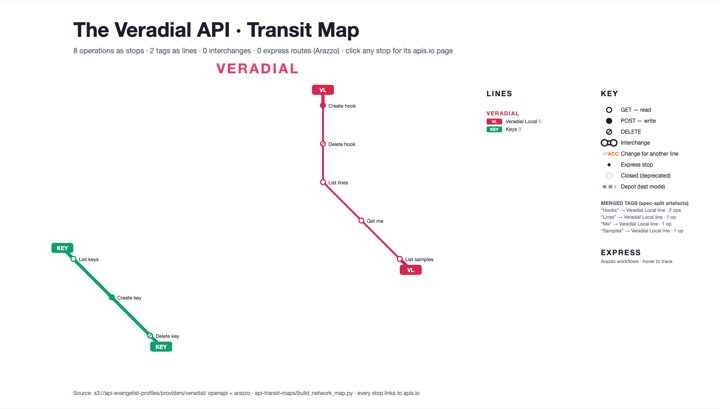 The Veradial API · Transit Map
8 operations as stops · 2 tags as lines · 0 interchanges · 0 express routes (Arazzo) · click any stop for its apis.io page
VERADIAL
VL
Create hook
Delete hook
List lines
Get me
List samples
VL
KEY
List keys
Create key
Delete key
KEY
LINES
VERADIAL
VL Veradial Local 5
KEY Keys 3
KEY
GET — read
POST — write
DELETE
Interchange
Change for another line
Express stop
Closed (deprecated)
Depot (test mode)
MERGED TAGS (spec-split artefacts)
"Hooks" → Veradial Local line · 2 ops
"Lines" → Veradial Local line · 1 op
"Me" → Veradial Local line · 1 op
"Samples" → Veradial Local line · 1 op
EXPRESS
Arazzo workflows · hover to trace
Source: s3://api-evangelist-profiles/providers/veradial/ openapi + arazzo · api-transit-maps/build_network_map.py · every stop links to apis.io